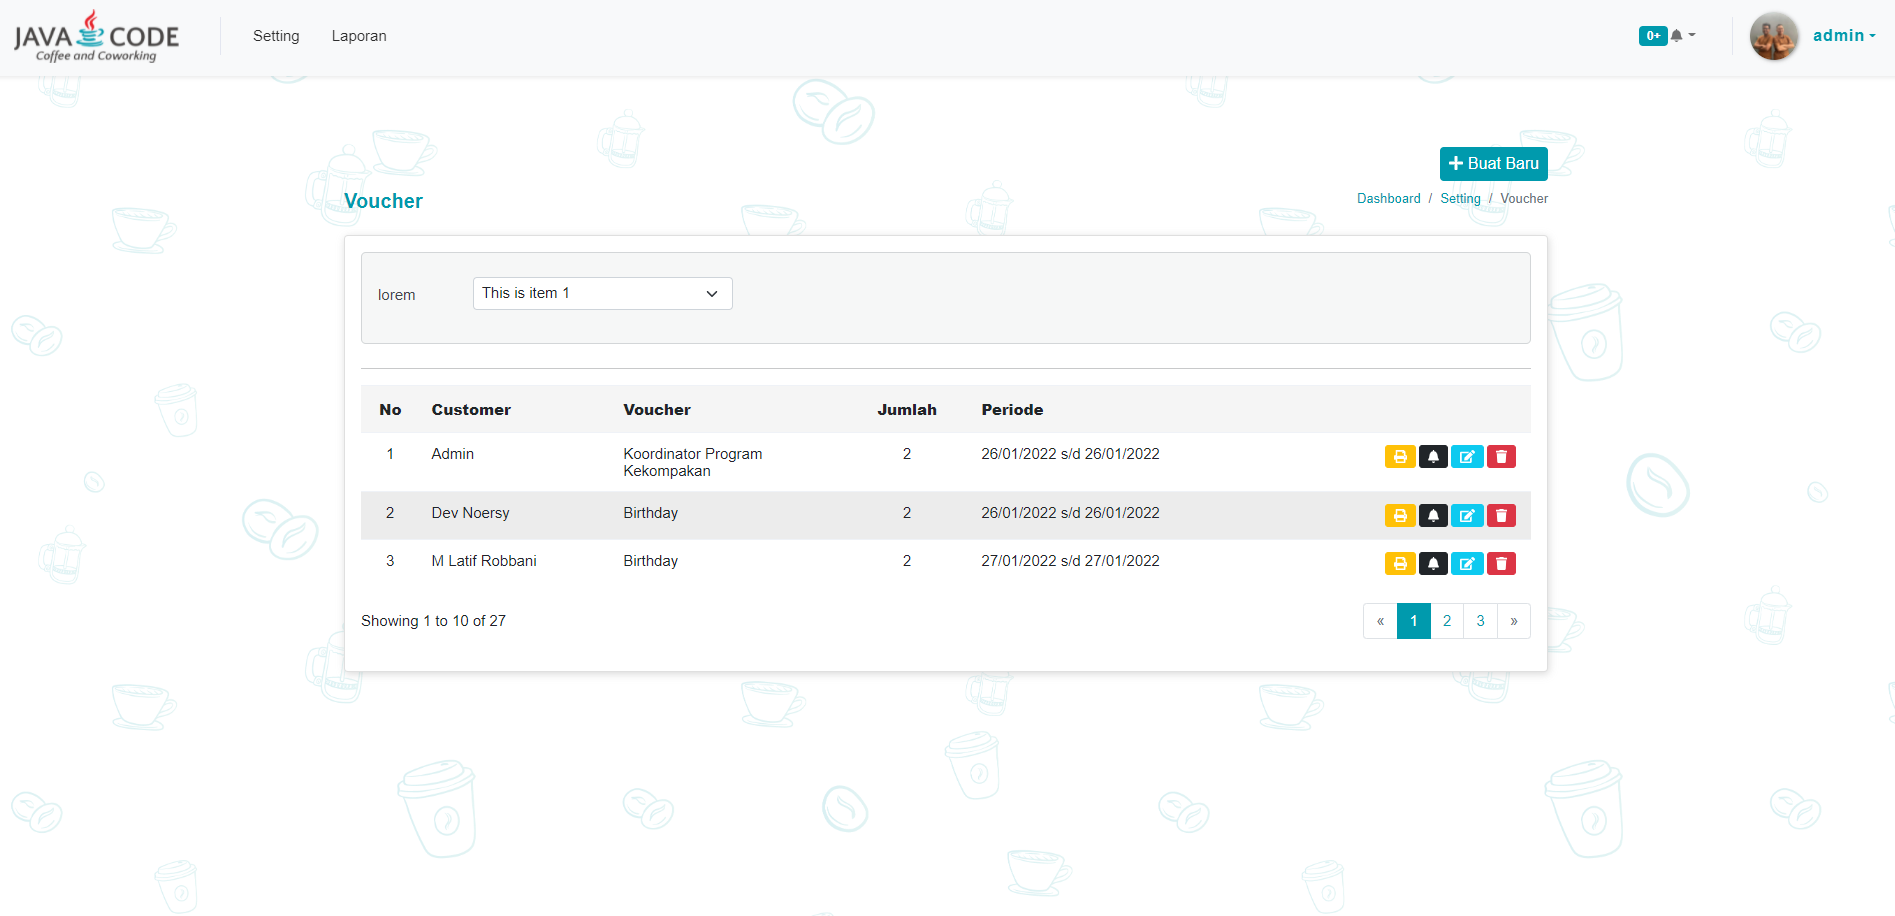 JAVA CODE
Coffee and Coworking
Setting
Laporan
0+
admin
Buat Baru
Voucher
Dashboard / Setting / Voucher
lorem
This is item 1
No Customer Voucher Jumlah Periode
1 Admin Koordinator Program 2 26/01/2022 s/d 26/01/2022
Kekompakan
2 Dev Noersy Birthday 2 26/01/2022 s/d 26/01/2022
3 M Latif Robbani Birthday 2 27/01/2022 s/d 27/01/2022
Showing 1 to 10 of 27
« 1 2 3 »